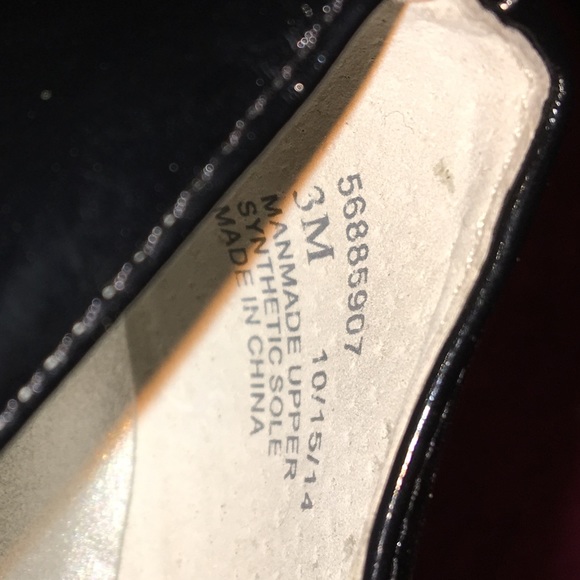 56885907
3M 10/15/14
MANMADE UPPER
SYNTHETIC SOLE
MADE IN CHINA